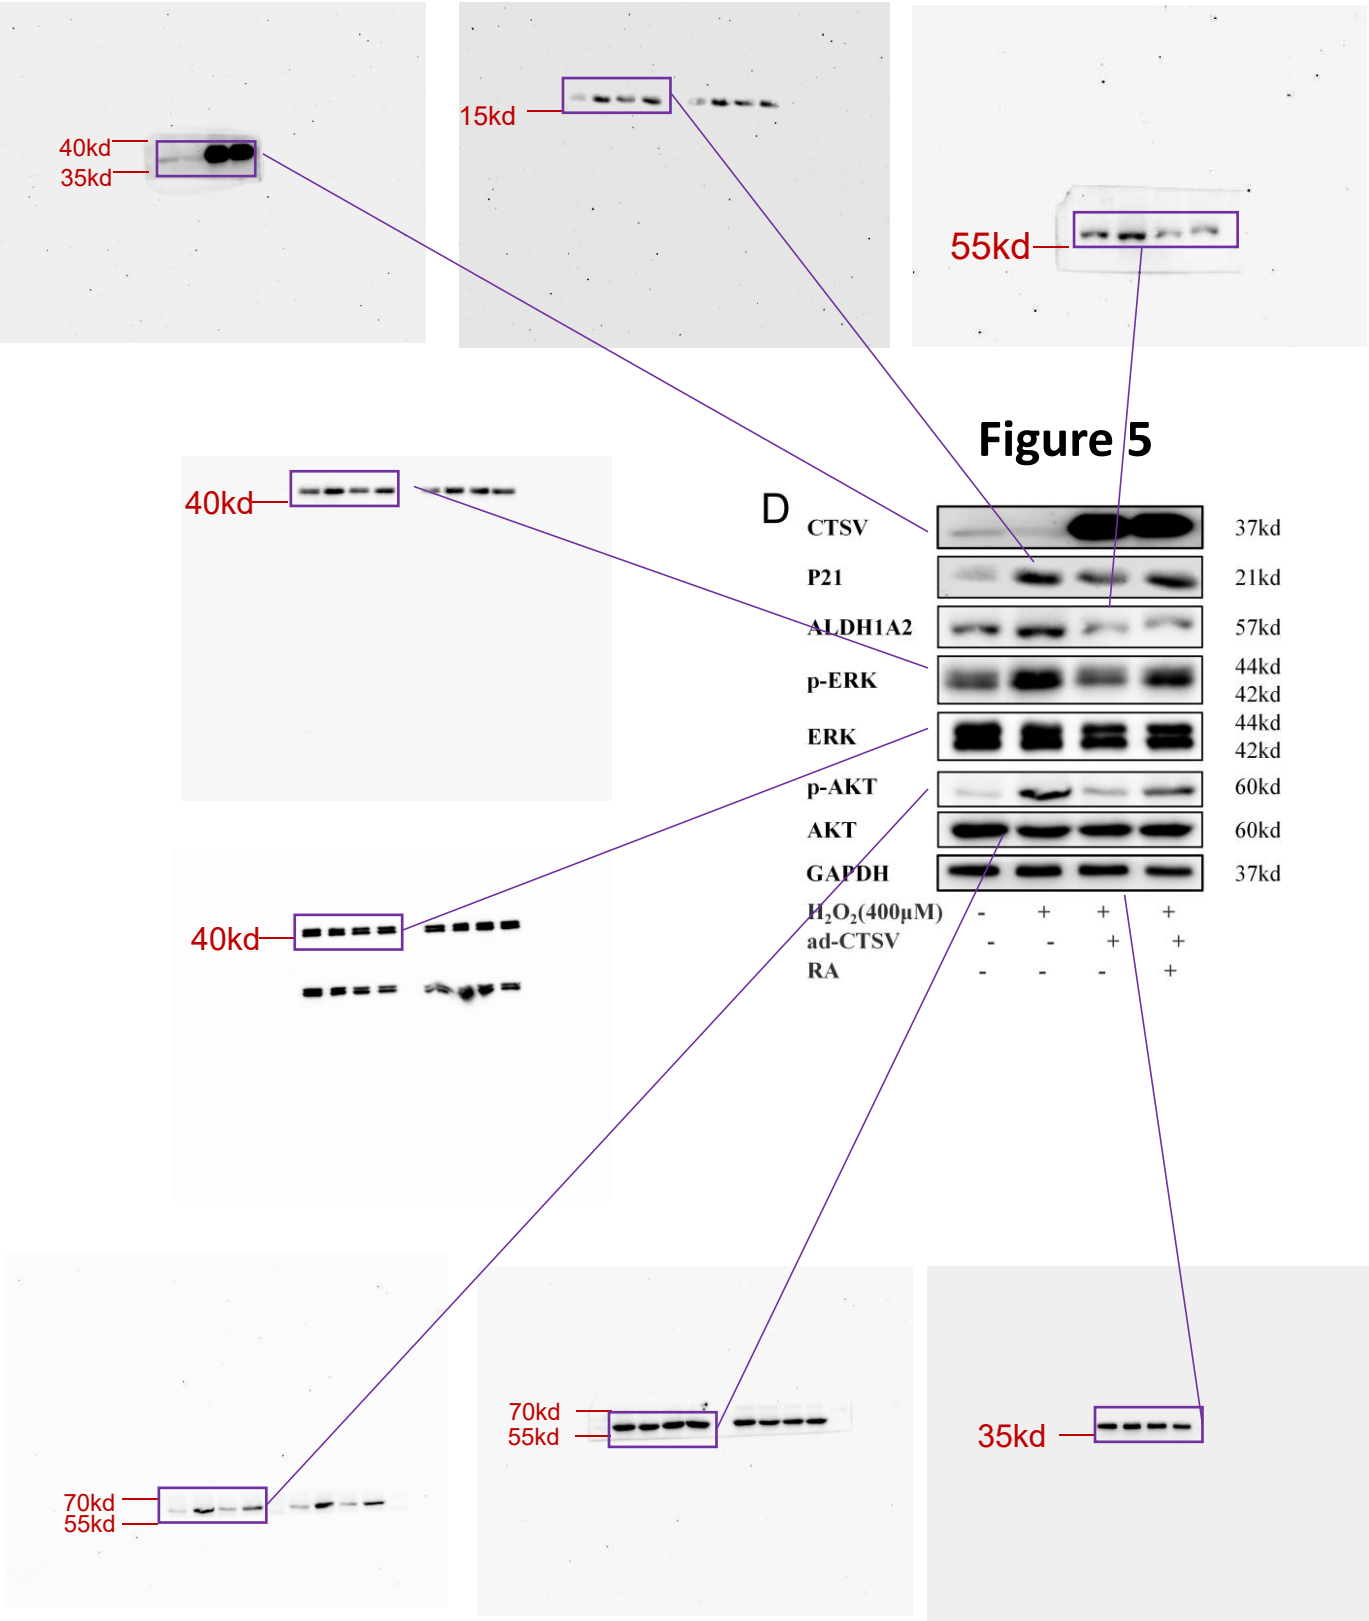 40kd
35kd
15kd
55kd
Figure 5
40kd
D
CTSV 37kd
P21 21kd
ALDH1A2 57kd
p-ERK 44kd
42kd
ERK 44kd
42kd
p-AKT 60kd
AKT 60kd
GAPDH 37kd
H₂O₂(400μM) - + + +
ad-CTSV - - + +
RA - - - +
40kd
70kd
55kd
70kd
55kd
35kd